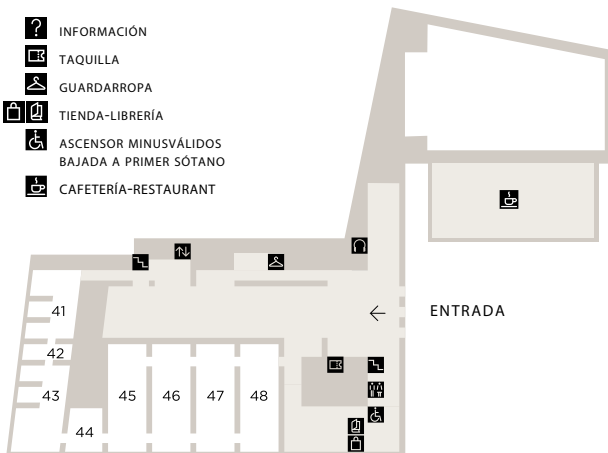 ?
INFORMACIÓN
TAQUILLA
GUARDARROPA
TIENDA-LIBRERÍA
ASCENSOR MINUSVÁLIDOS
BAJADA A PRIMER SÓTANO
CAFETERÍA-RESTAURANT
ENTRADA
41
42
43
44
45
46
47
48